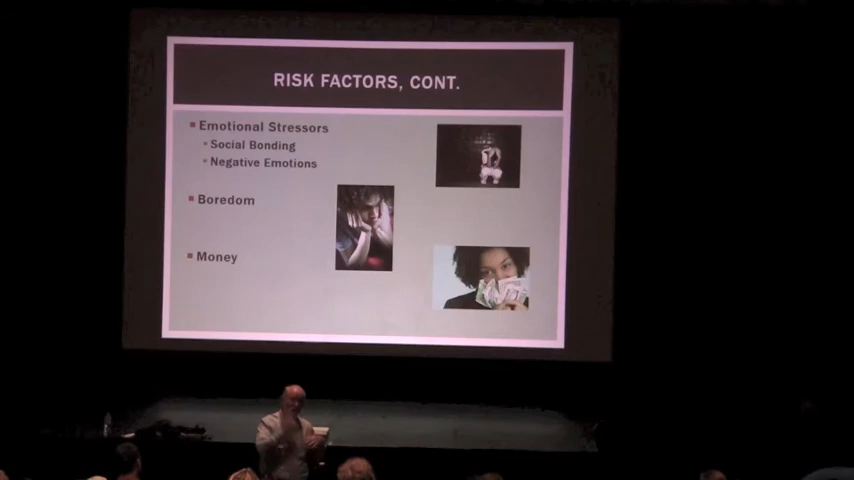 RISK FACTORS, CONT.
Emotional Stressors
Social Bonding
Negative Emotions
Boredom
Money